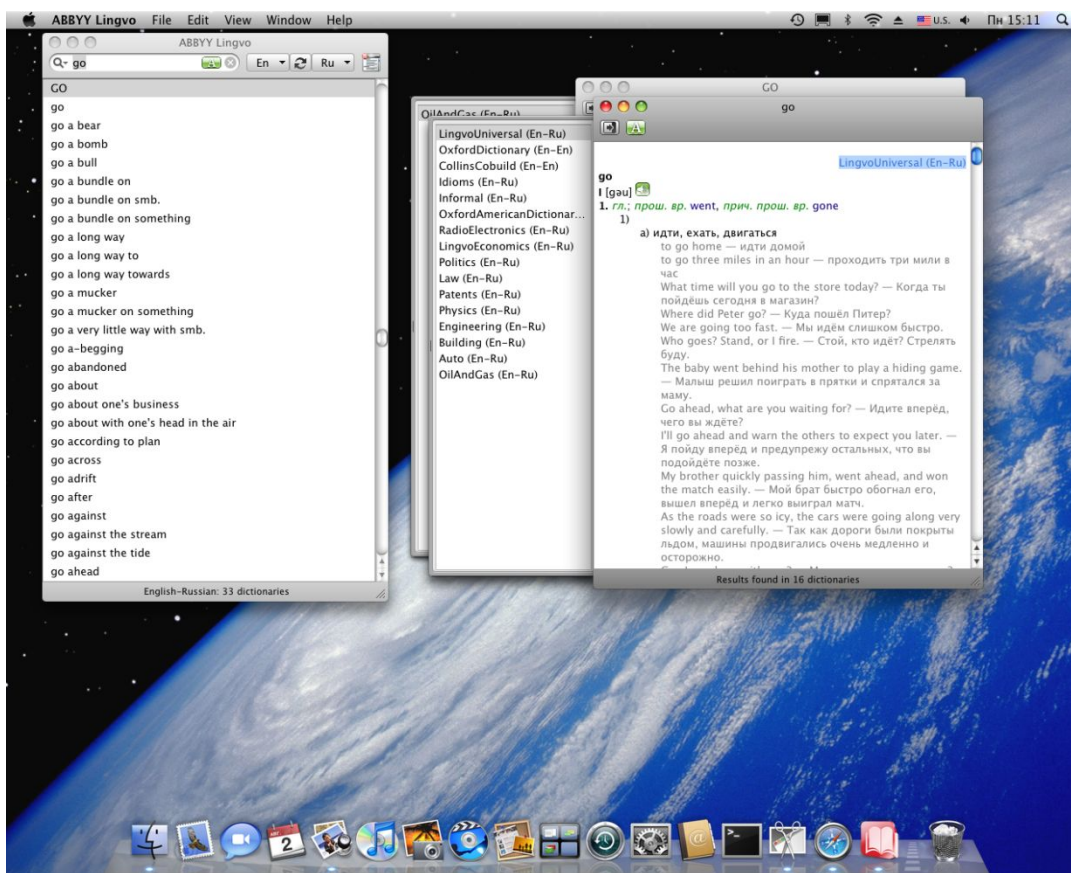 ABBYY Lingvo File Edit View Window Help U.S. Пн 15:11
ABBYY Lingvo
go En Ru
GO
go
go a bear
go a bomb
go a bull
go a bundle on
go a bundle on smb.
go a bundle on something
go a long way
go a long way to
go a long way towards
go a mucker
go a mucker on something
go a very little way with smb.
go a-begging
go abandoned
go about
go about one's business
go about with one's head in the air
go according to plan
go across
go adrift
go after
go against
go against the stream
go against the tide
go ahead
English-Russian: 33 dictionaries
OilAndGas (En-Ru)
LingvoUniversal (En-Ru)
OxfordDictionary (En-En)
CollinsCobuild (En-En)
Idioms (En-Ru)
Informal (En-Ru)
OxfordAmericanDictionar...
RadioElectronics (En-Ru)
LingvoEconomics (En-Ru)
Politics (En-Ru)
Law (En-Ru)
Patents (En-Ru)
Physics (En-Ru)
Engineering (En-Ru)
Building (En-Ru)
Auto (En-Ru)
OilAndGas (En-Ru)
GO
go
LingvoUniversal (En-Ru)
go
I [gəu]
1. гл.; прош. вр. went, прич. прош. вр. gone
1)
а) идти, ехать, двигаться
to go home — идти домой
to go three miles in an hour — проходить три мили в
час
What time will you go to the store today? — Когда ты
пойдёшь сегодня в магазин?
Where did Peter go? — Куда пошёл Питер?
We are going too fast. — Мы идём слишком быстро.
Who goes? Stand, or I fire. — Стой, кто идёт? Стрелять
буду.
The baby went behind his mother to play a hiding game.
— Малыш решил поиграть в прятки и спрятался за
маму.
Go ahead, what are you waiting for? — Идите вперёд,
чего вы ждёте?
I'll go ahead and warn the others to expect you later. —
Я пойду вперёд и предупрежу остальных, что вы
подойдёте позже.
My brother quickly passing him, went ahead, and won
the match easily. — Мой брат быстро обогнал его,
вышел вперёд и легко выиграл матч.
As the roads were so icy, the cars were going along very
slowly and carefully. — Так как дороги были покрыты
льдом, машины продвигались очень медленно и
осторожно.
Results found in 16 dictionaries
2